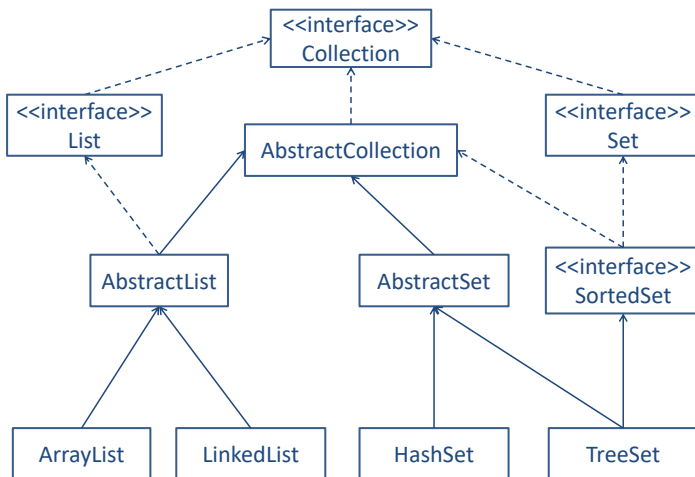 <<interface>>
Collection
<<interface>>
List
AbstractCollection
<<interface>>
Set
AbstractList
AbstractSet
<<interface>>
SortedSet
ArrayList
LinkedList
HashSet
TreeSet